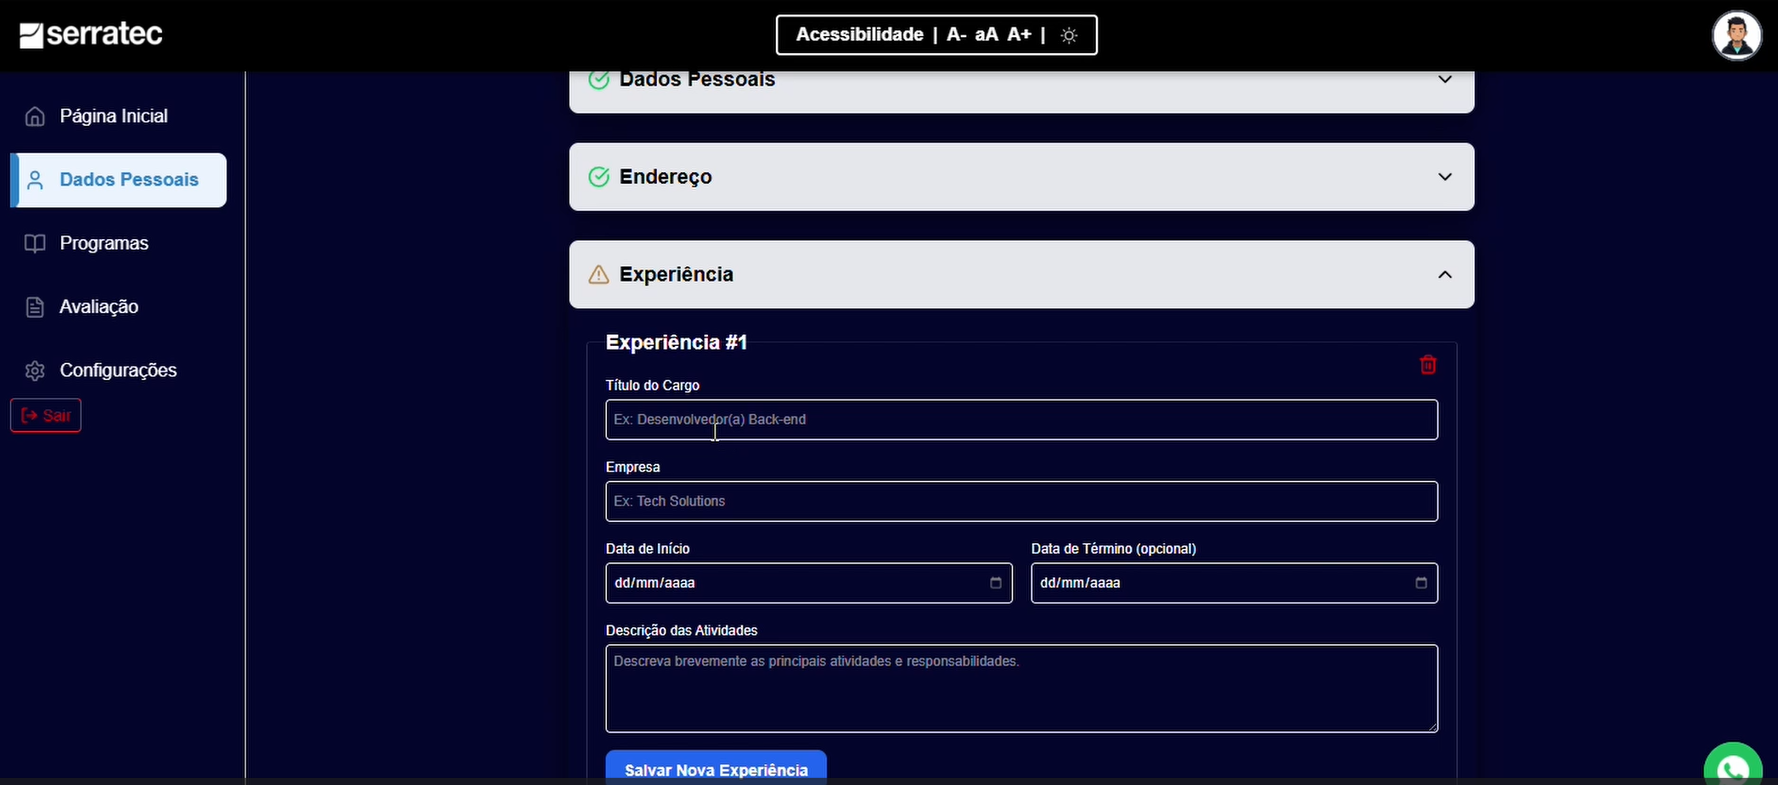 serratec
Acessibilidade | A- aA A+ |
Página Inicial
Dados Pessoais
Programas
Avaliação
Configurações
Sair
Dados Pessoais
Endereço
Experiência
Experiência #1
Título do Cargo
Ex: Desenvolvedor(a) Back-end
Empresa
Ex: Tech Solutions
Data de Início
Data de Término (opcional)
dd/mm/aaaa
dd/mm/aaaa
Descrição das Atividades
Descreva brevemente as principais atividades e responsabilidades.
Salvar Nova Experiência